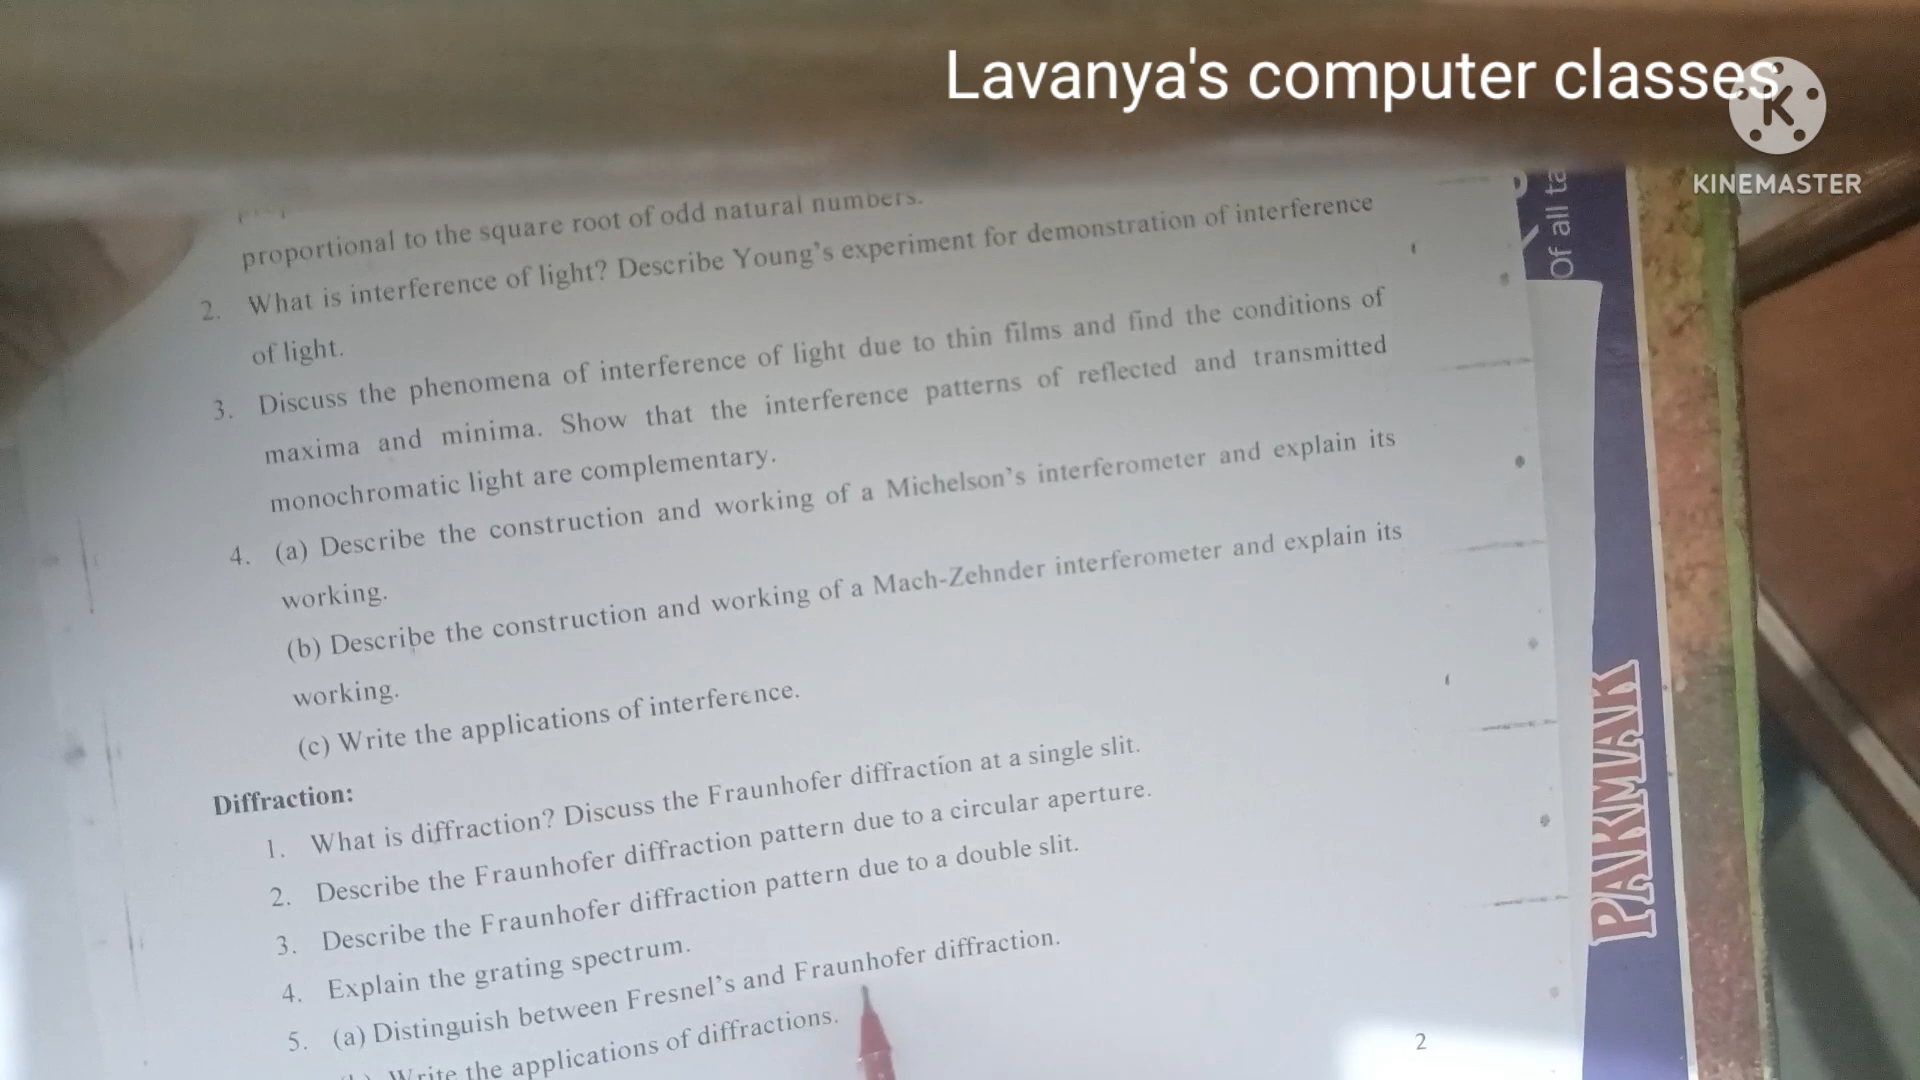 Lavanya's computer classes
KINEMASTER
proportional to the square root of odd natural numbers.
2. What is interference of light? Describe Young's experiment for demonstration of interference
of light.
3. Discuss the phenomena of interference of light due to thin films and find the conditions of
maxima and minima. Show that the interference patterns of reflected and transmitted
monochromatic light are complementary.
4. (a) Describe the construction and working of a Michelson's interferometer and explain its
working.
(b) Describe the construction and working of a Mach-Zehnder interferometer and explain its
working.
(c) Write the applications of interference.
Diffraction:
1. What is diffraction? Discuss the Fraunhofer diffraction at a single slit.
2. Describe the Fraunhofer diffraction pattern due to a circular aperture.
3. Describe the Fraunhofer diffraction pattern due to a double slit.
4. Explain the grating spectrum.
5. (a) Distinguish between Fresnel's and Fraunhofer diffraction.
Write the applications of diffractions.
2
Of all ta
PARMAR